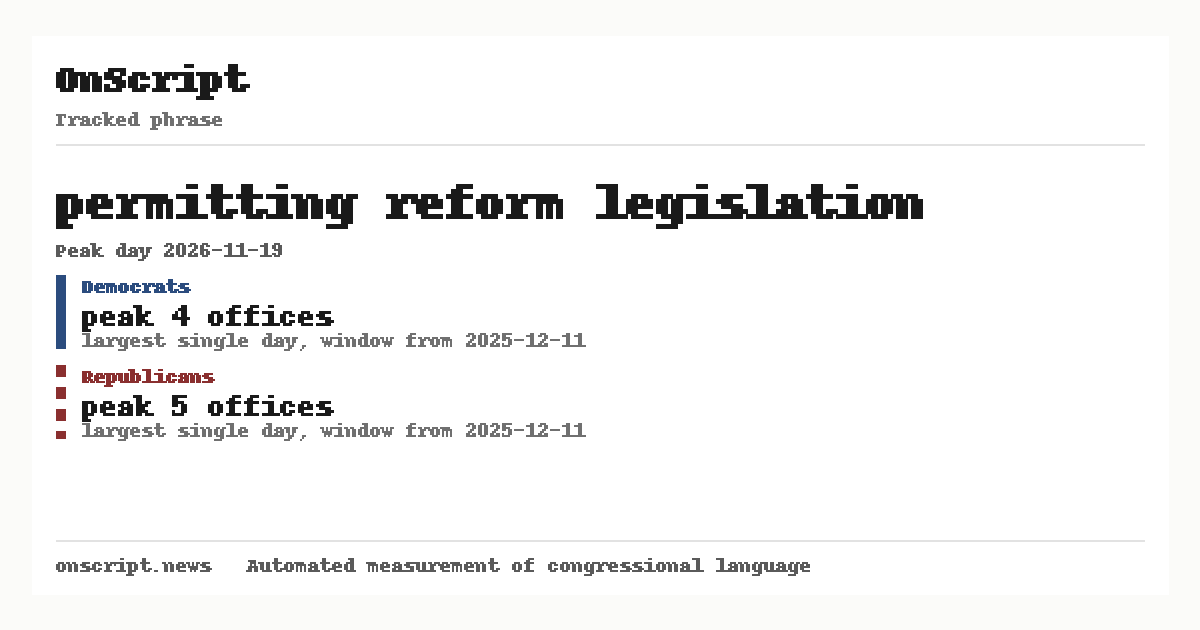 OnScript
Tracked phrase
permitting reform legislation
Peak day 2026-11-19
Democrats
peak 4 offices
largest single day, window from 2025-12-11
Republicans
peak 5 offices
largest single day, window from 2025-12-11
onscript.news Automated measurement of congressional language